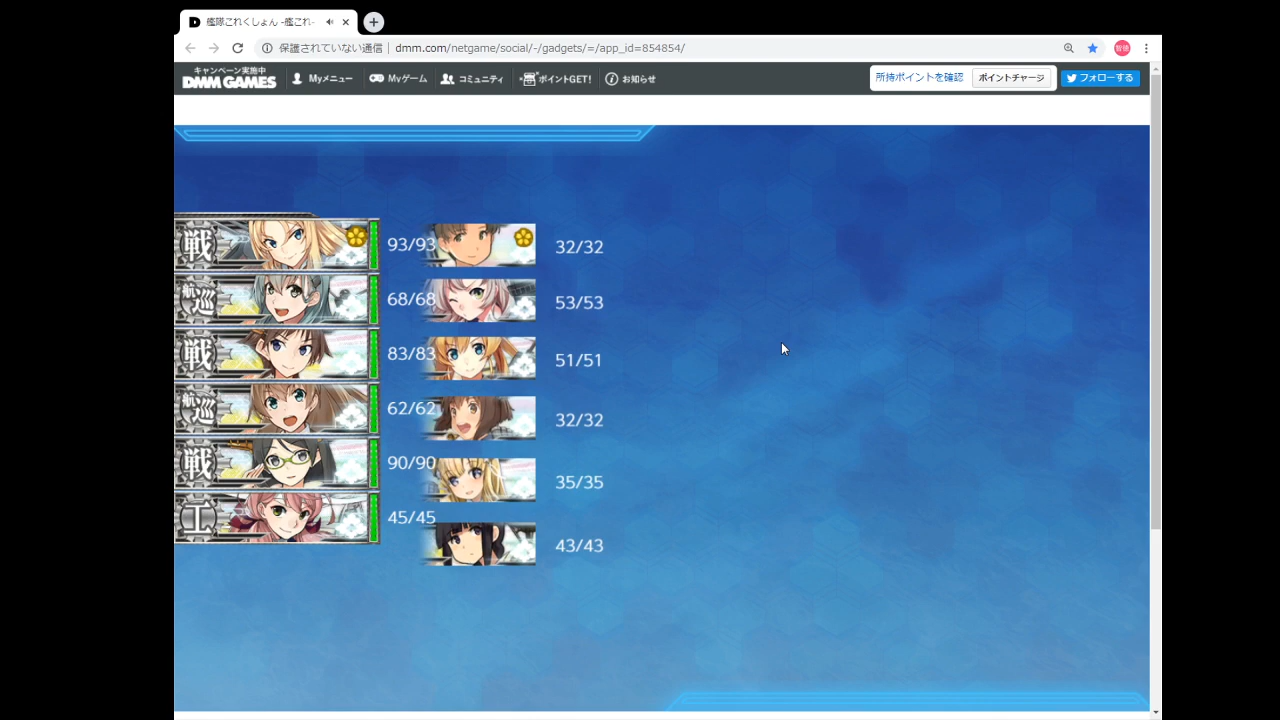 艦隊これくしょん -艦これ-
保護されていない通信 | dmm.com/netgame/social/-/gadgets/=/app_id=854854/
智慎
キャンペーン実施中
DMM GAMES
Myメニュー
Myゲーム
コミュニティ
ポイントGET!
お知らせ
所持ポイントを確認
ポイントチャージ
フォローする
戦
93/93
32/32
航巡
68/68
53/53
戦
83/83
51/51
航巡
62/62
32/32
戦
90/90
35/35
工
45/45
43/43